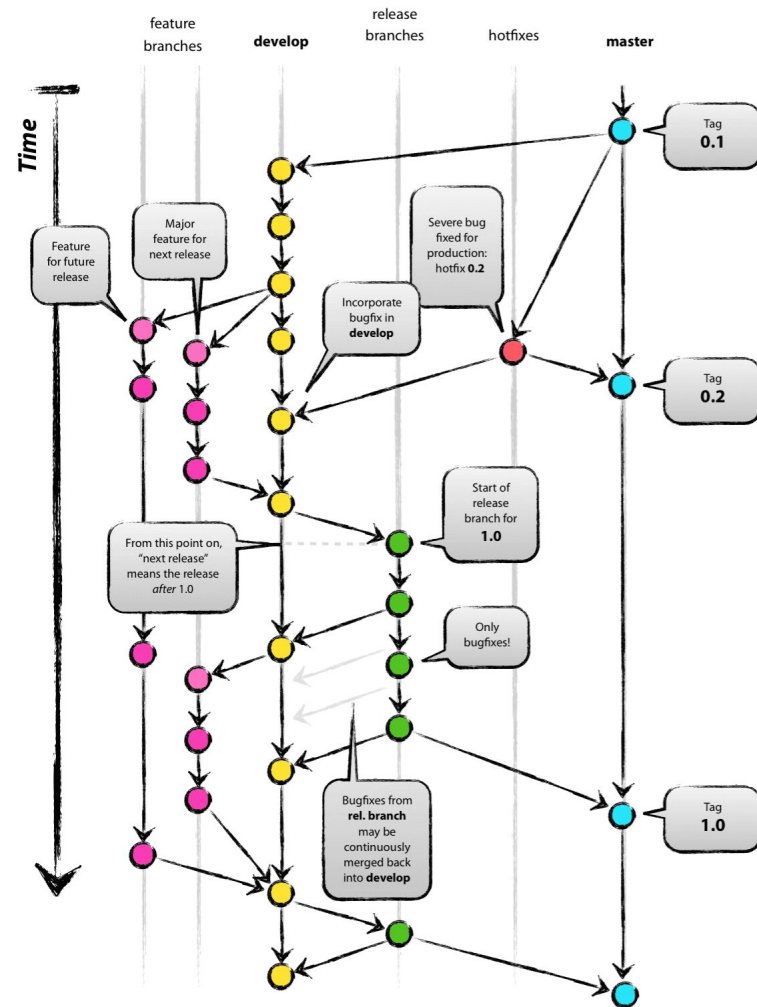 feature
branches
develop
release
branches
hotfixes
master
Time
Tag
0.1
Major
feature for
next release
Feature
for future
release
Severe bug
fixed for
production:
hotfix 0.2
Incorporate
bugfix in
develop
Tag
0.2
Start of
release
branch for
1.0
From this point on,
“next release”
means the release
after 1.0
Only
bugfixes!
Bugfixes from
rel. branch
may be
continuously
merged back
into develop
Tag
1.0